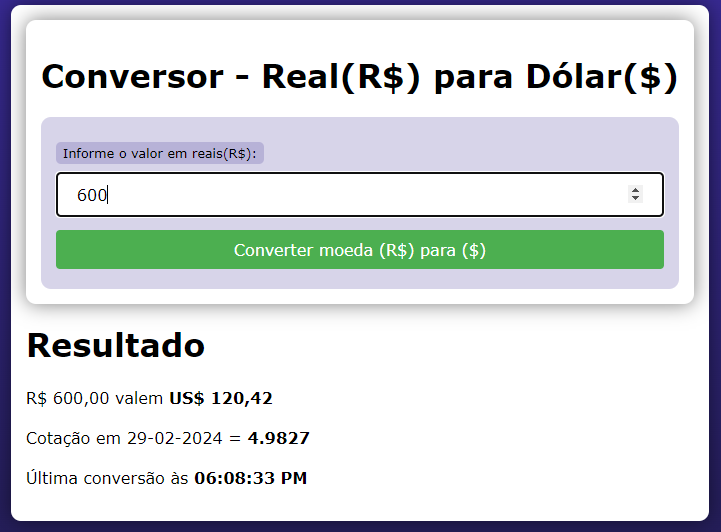 Conversor - Real(R$) para Dólar($)
Informe o valor em reais(R$):
600
Converter moeda (R$) para ($)
Resultado
R$ 600,00 valem US$ 120,42
Cotação em 29-02-2024 = 4.9827
Última conversão às 06:08:33 PM